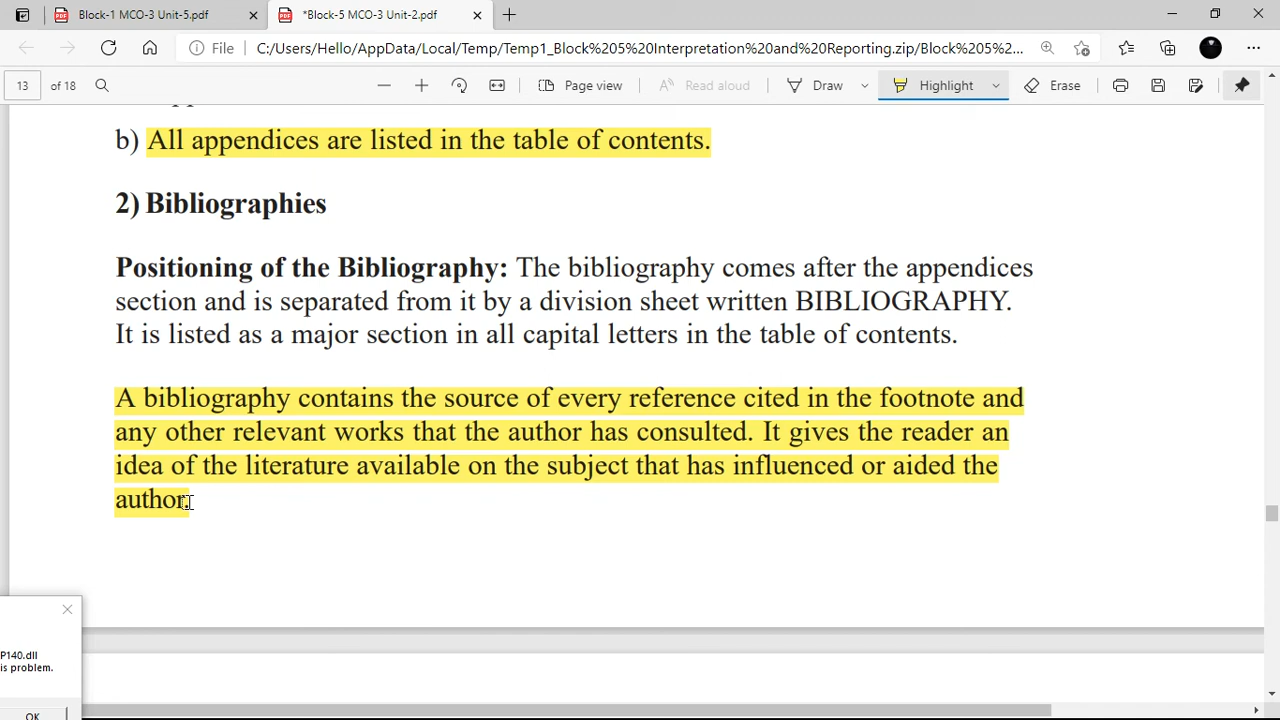 Block-1 MCO-3 Unit-5.pdf
*Block-5 MCO-3 Unit-2.pdf
File
C:/Users/Hello/AppData/Local/Temp/Temp1_Block%205%20Interpretation%20and%20Reporting.zip/Block%205%2...
13 of 18
Page view
Read aloud
Draw
Highlight
Erase
b) All appendices are listed in the table of contents.
2) Bibliographies
Positioning of the Bibliography: The bibliography comes after the appendices
section and is separated from it by a division sheet written BIBLIOGRAPHY.
It is listed as a major section in all capital letters in the table of contents.
A bibliography contains the source of every reference cited in the footnote and
any other relevant works that the author has consulted. It gives the reader an
idea of the literature available on the subject that has influenced or aided the
author.
P140.dll
is problem.
OK